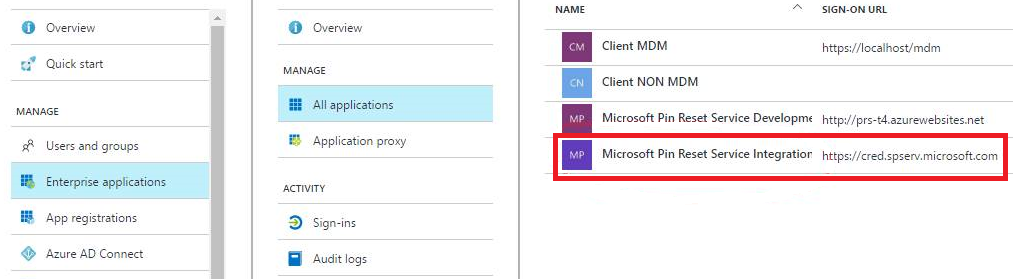 Overview
Quick start
MANAGE
Users and groups
Enterprise applications
App registrations
Azure AD Connect
Overview
MANAGE
All applications
Application proxy
ACTIVITY
Sign-ins
Audit logs
NAME SIGN-ON URL
CM Client MDM https://localhost/mdm
CN Client NON MDM
MP Microsoft Pin Reset Service Developme http://prs-t4.azurewebsites.net
MP Microsoft Pin Reset Service Integration https://cred.spserv.microsoft.com